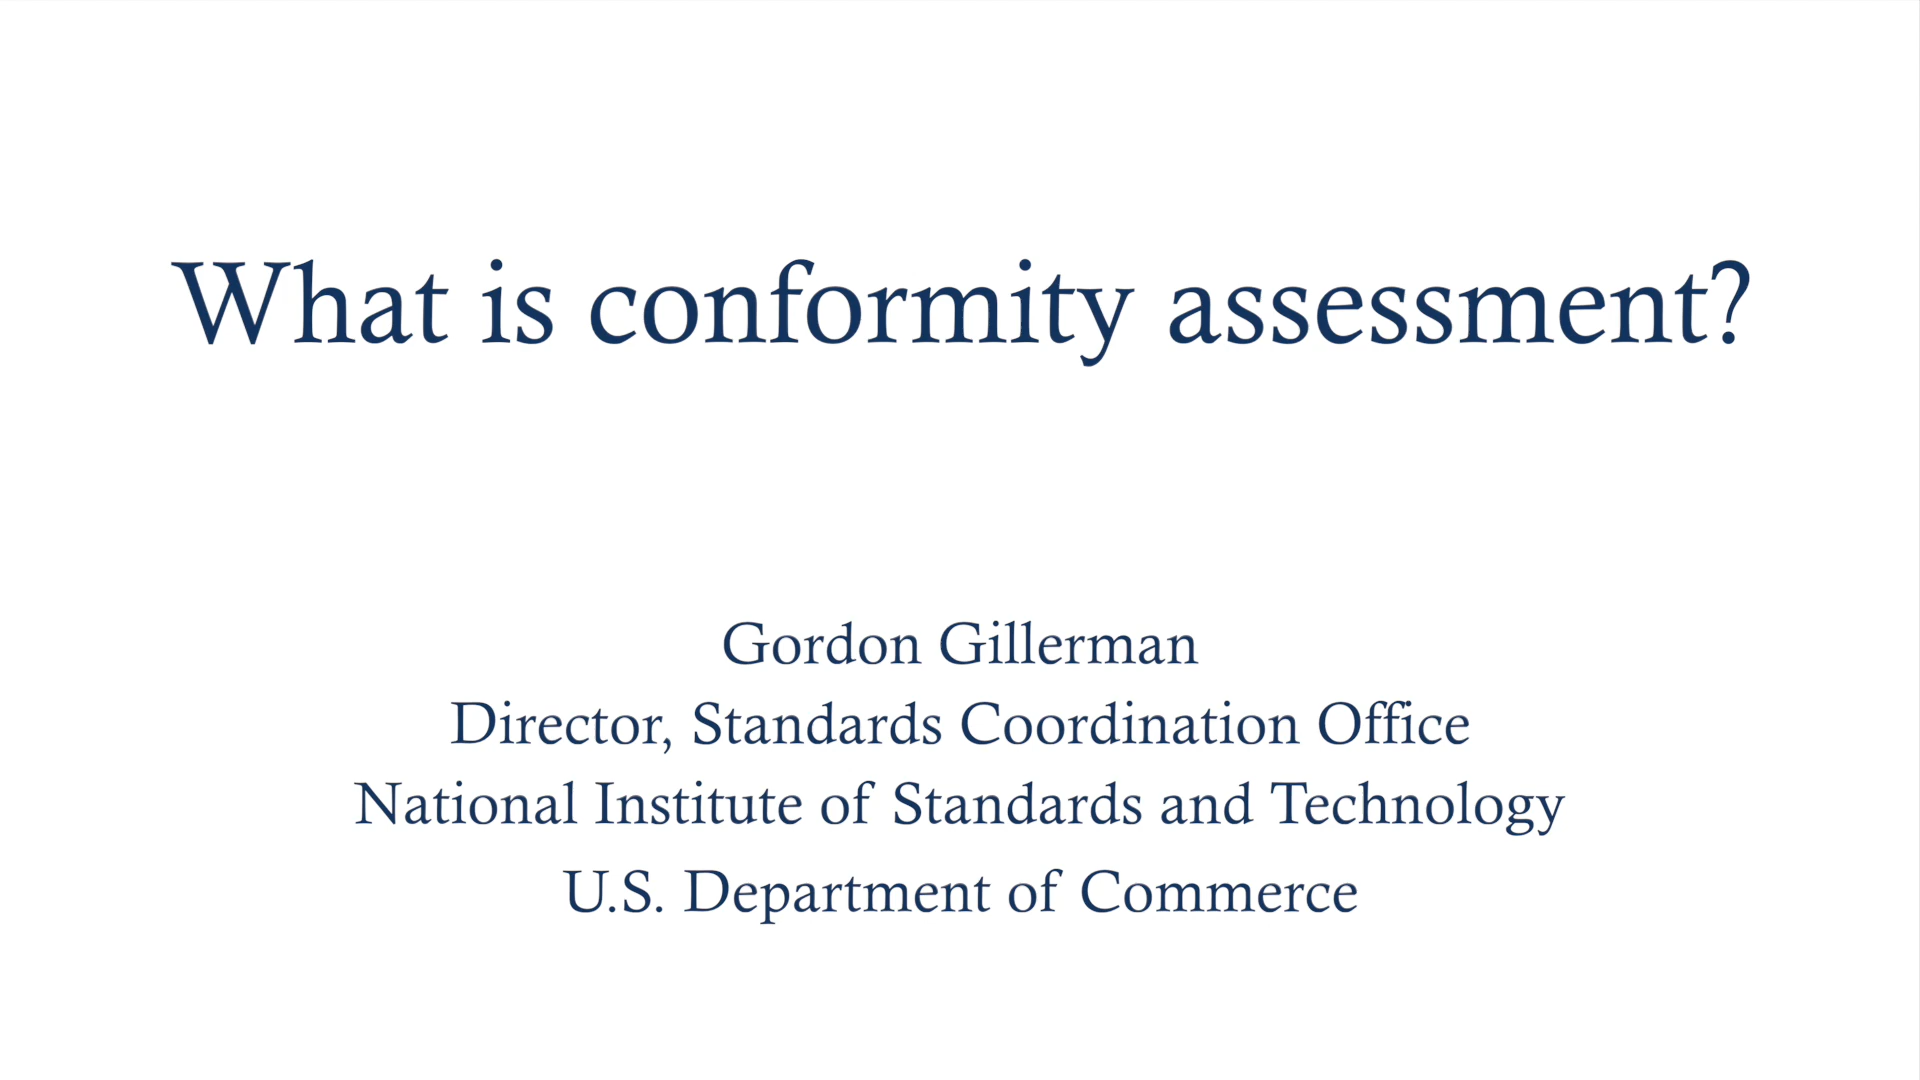 What is conformity assessment?
Gordon Gillerman
Director, Standards Coordination Office
National Institute of Standards and Technology
U.S. Department of Commerce